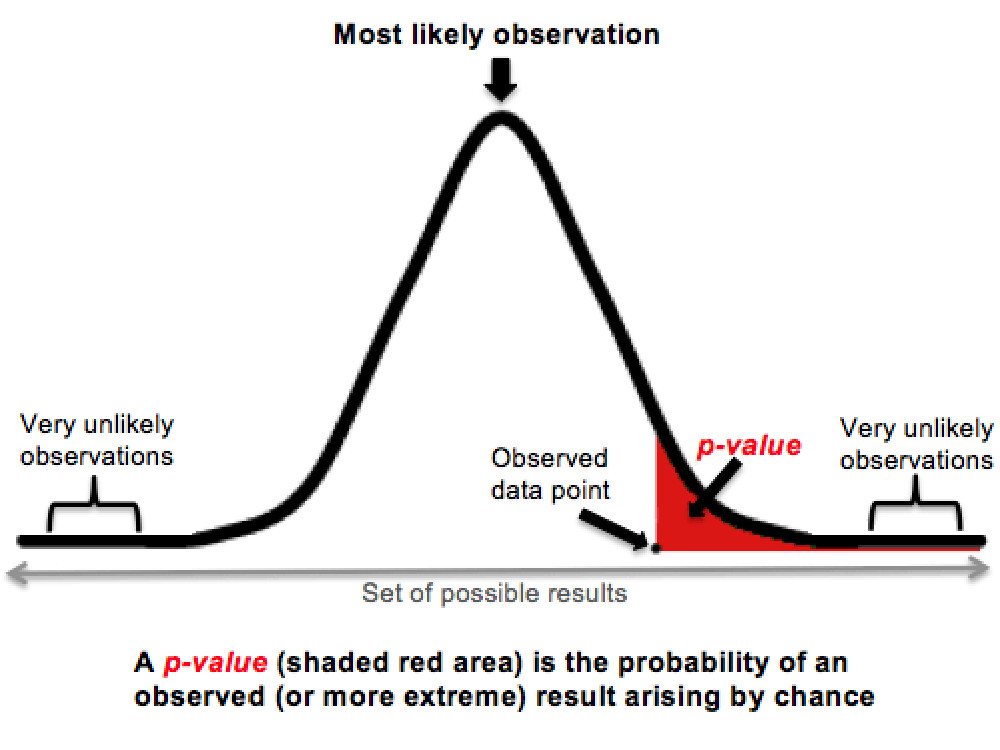 Most likely observation
Very unlikely
observations
Observed
data point
p-value
Very unlikely
observations
Set of possible results
A p-value (shaded red area) is the probability of an
observed (or more extreme) result arising by chance